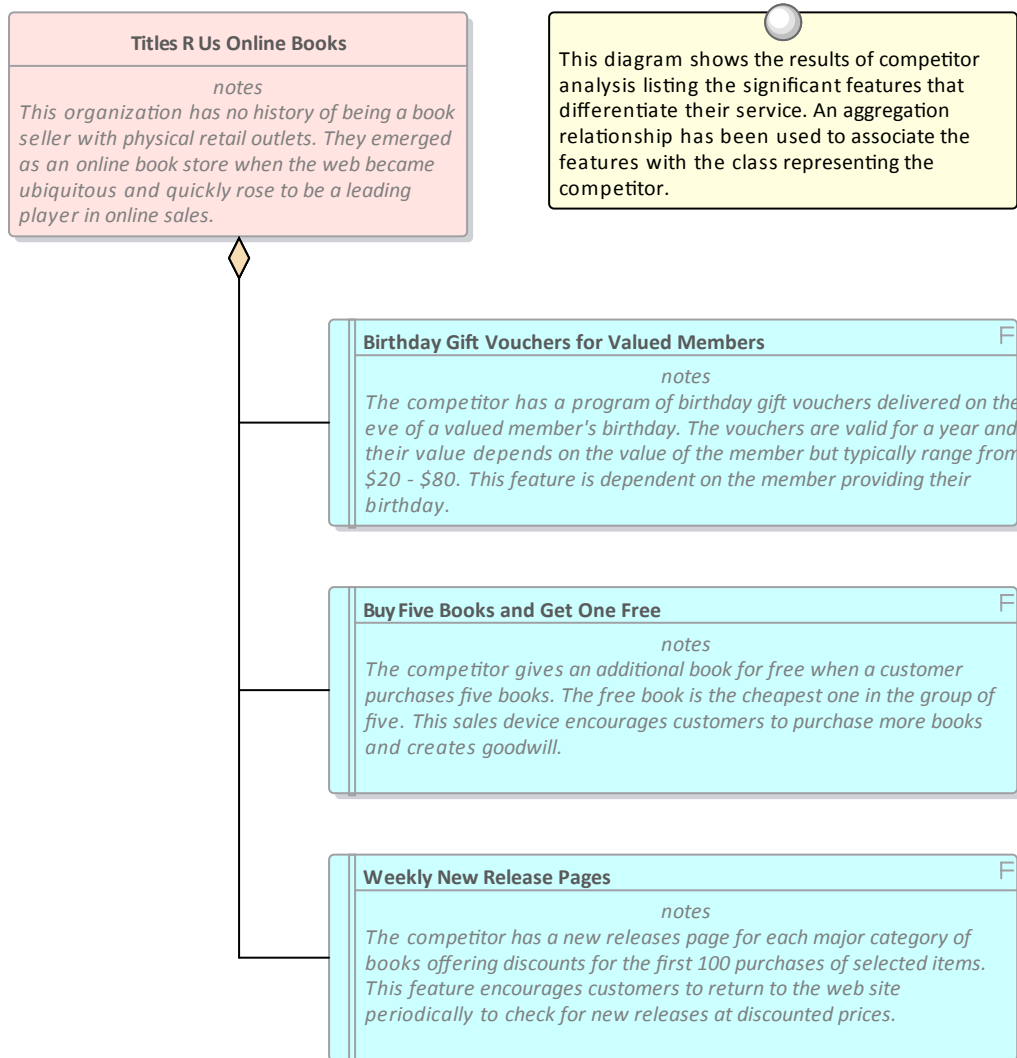 Titles R Us Online Books
notes
This organization has no history of being a book
seller with physical retail outlets. They emerged
as an online book store when the web became
ubiquitous and quickly rose to be a leading
player in online sales.
This diagram shows the results of competitor
analysis listing the significant features that
differentiate their service. An aggregation
relationship has been used to associate the
features with the class representing the
competitor.
Birthday Gift Vouchers for Valued Members
F
notes
The competitor has a program of birthday gift vouchers delivered on the
eve of a valued member's birthday. The vouchers are valid for a year and
their value depends on the value of the member but typically range from
$20 - $80. This feature is dependent on the member providing their
birthday.
Buy Five Books and Get One Free
F
notes
The competitor gives an additional book for free when a customer
purchases five books. The free book is the cheapest one in the group of
five. This sales device encourages customers to purchase more books
and creates goodwill.
Weekly New Release Pages
F
notes
The competitor has a new releases page for each major category of
books offering discounts for the first 100 purchases of selected items.
This feature encourages customers to return to the web site
periodically to check for new releases at discounted prices.